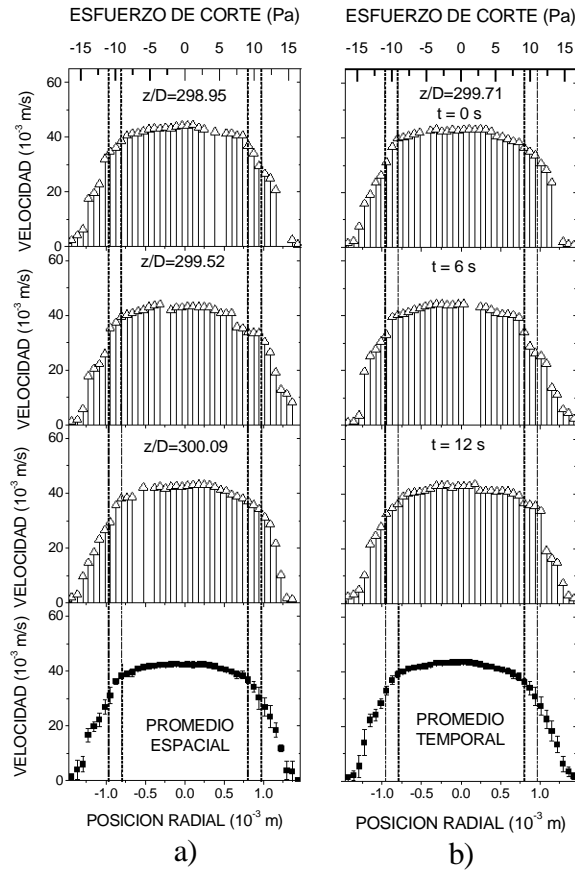 ESFUERZO DE CORTE (Pa)
-15 -10 -5 0 5 10 15
z/D=298.95
VELOCIDAD (10⁻³ m/s)
60
40
20
0
z/D=299.52
VELOCIDAD (10⁻³ m/s)
60
40
20
0
z/D=300.09
VELOCIDAD (10⁻³ m/s)
60
40
20
0
PROMEDIO
ESPACIAL
VELOCIDAD (10⁻³ m/s)
60
40
20
0
-1.0 -0.5 0.0 0.5 1.0
POSICION RADIAL (10⁻³ m)
a)
ESFUERZO DE CORTE (Pa)
-15 -10 -5 0 5 10 15
z/D=299.71
t = 0 s
t = 6 s
t = 12 s
PROMEDIO
TEMPORAL
-1.0 -0.5 0.0 0.5 1.0
POSICION RADIAL (10⁻³ m)
b)